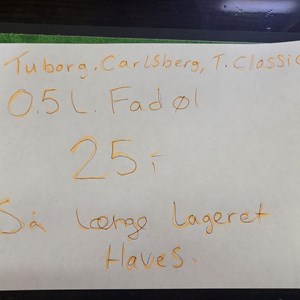 Tuborg. Carlsberg, T. Classic
0.5 L. Fadøl
25,-
Så længe lageret
Haves.